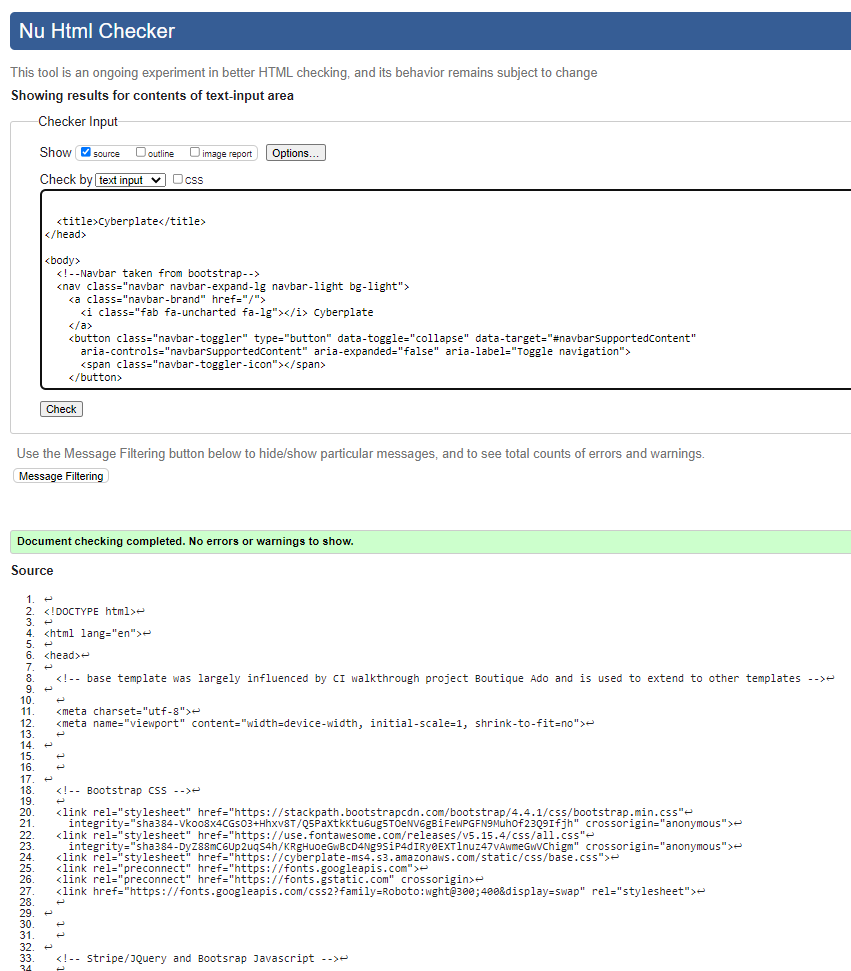 Nu Html Checker
This tool is an ongoing experiment in better HTML checking, and its behavior remains subject to change
Showing results for contents of text-input area
Checker Input
Show source outline image report Options...
Check by text input css
<title>Cyberplate</title>
</head>
<body>
<!--Navbar taken from bootstrap-->
<nav class="navbar navbar-expand-lg navbar-light bg-light">
<a class="navbar-brand" href="/">
<i class="fab fa-uncharted fa-lg"></i> Cyberplate
</a>
<button class="navbar-toggler" type="button" data-toggle="collapse" data-target="#navbarSupportedContent"
aria-controls="navbarSupportedContent" aria-expanded="false" aria-label="Toggle navigation">
<span class="navbar-toggler-icon"></span>
</button>
Check
Use the Message Filtering button below to hide/show particular messages, and to see total counts of errors and warnings.
Message Filtering
Document checking completed. No errors or warnings to show.
Source
1. ↩
2. <!DOCTYPE html>↩
3. ↩
4. <html lang="en">↩
5. ↩
6. <head>↩
7. ↩
8. <!-- base template was largely influenced by CI walkthrough project Boutique Ado and is used to extend to other templates -->↩
9. ↩
10. ↩
11. <meta charset="utf-8">↩
12. <meta name="viewport" content="width=device-width, initial-scale=1, shrink-to-fit=no">↩
13. ↩
14. ↩
15. ↩
16. ↩
17. ↩
18. <!-- Bootstrap CSS -->↩
19. ↩
20. <link rel="stylesheet" href="https://stackpath.bootstrapcdn.com/bootstrap/4.4.1/css/bootstrap.min.css"↩
21. integrity="sha384-Vkoo8x4CGsO3+Hhxv8T/Q5PaXtkKtu6ug5TOeNV6gBiFeWPGFN9MuhOf23Q9Ifjh" crossorigin="anonymous">↩
22. <link rel="stylesheet" href="https://use.fontawesome.com/releases/v5.15.4/css/all.css"↩
23. integrity="sha384-DyZ88mC6Up2uqS4h/KRgHuoeGwBcD4Ng9SiP4dIRy0EXTlnuz47vAwmeGwVChigm" crossorigin="anonymous">↩
24. <link rel="stylesheet" href="https://cyberplate-ms4.s3.amazonaws.com/static/css/base.css">↩
25. <link rel="preconnect" href="https://fonts.googleapis.com">↩
26. <link rel="preconnect" href="https://fonts.gstatic.com" crossorigin>↩
27. <link href="https://fonts.googleapis.com/css2?family=Roboto:wght@300;400&display=swap" rel="stylesheet">↩
28. ↩
29. ↩
30. ↩
31. ↩
32. ↩
33. <!-- Stripe/JQuery and Bootsrap Javascript -->↩
34. ↩